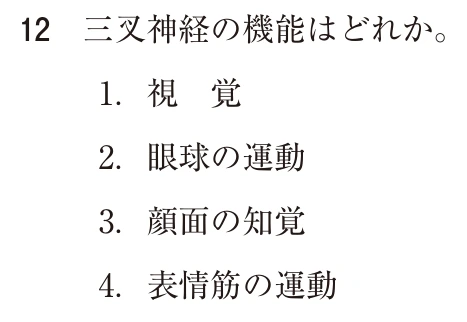 12 三叉神経の機能はどれか。
1. 視 覚
2. 眼球の運動
3. 顔面の知覚
4. 表情筋の運動